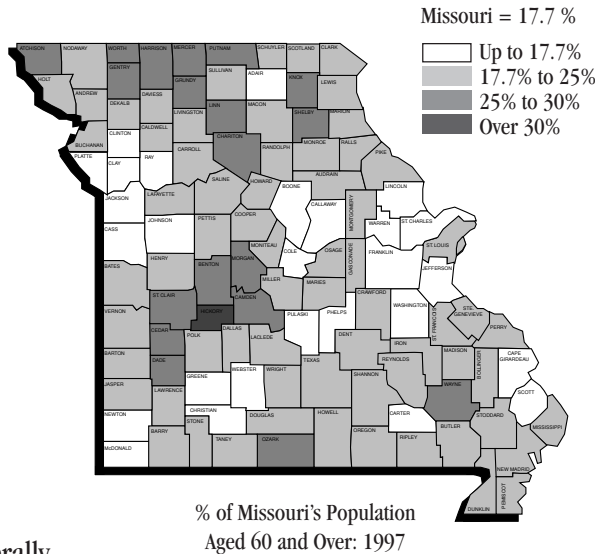 Missouri = 17.7 %
Up to 17.7%
17.7% to 25%
25% to 30%
Over 30%
ATCHISON NODAWAY WORTH HARRISON MERCER PUTNAM SCHUYLER SCOTLAND CLARK
HOLT GENTRY GRUNDY SULLIVAN ADAIR KNOX LEWIS
ANDREW DEKALB DAVIESS LIVINGSTON LINN MACON SHELBY MARION
BUCHANAN CLINTON CALDWELL CARROLL CHARITON RANDOLPH MONROE RALLS PIKE
PLATTE CLAY RAY SALINE HOWARD BOONE AUDRAIN LINCOLN
JACKSON LAFAYETTE COOPER CALLAWAY MONTGOMERY WARREN ST. CHARLES
CASS JOHNSON PETTIS MONITEAU COLE OSAGE GASCONADE FRANKLIN ST. LOUIS
BATES HENRY BENTON MORGAN MILLER MARIES JEFFERSON
VERNON ST. CLAIR HICKORY CAMDEN PULASKI PHELPS CRAWFORD WASHINGTON ST. FRANCOIS STE. GENEVIEVE PERRY
BARTON CEDAR POLK DALLAS LACLEDE DENT IRON MADISON BOLLINGER CAPE GIRARDEAU
JASPER DADE GREENE WEBSTER WRIGHT TEXAS SHANNON REYNOLDS WAYNE SCOTT
NEWTON LAWRENCE CHRISTIAN DOUGLAS HOWELL CARTER BUTLER STODDARD MISSISSIPPI
McDONALD BARRY STONE TANEY OZARK OREGON RIPLEY NEW MADRID
DUNKLIN PEMISCOT
% of Missouri's Population
Aged 60 and Over: 1997
rally